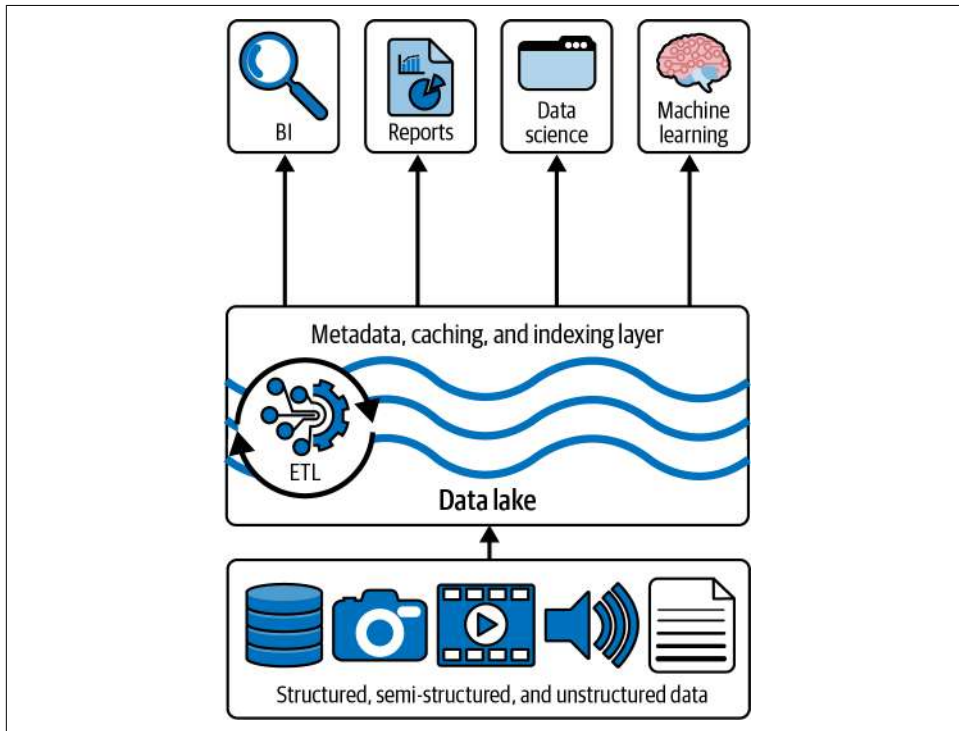 BI
Reports
Data
science
Machine
learning
Metadata, caching, and indexing layer
ETL
Data lake
Structured, semi-structured, and unstructured data